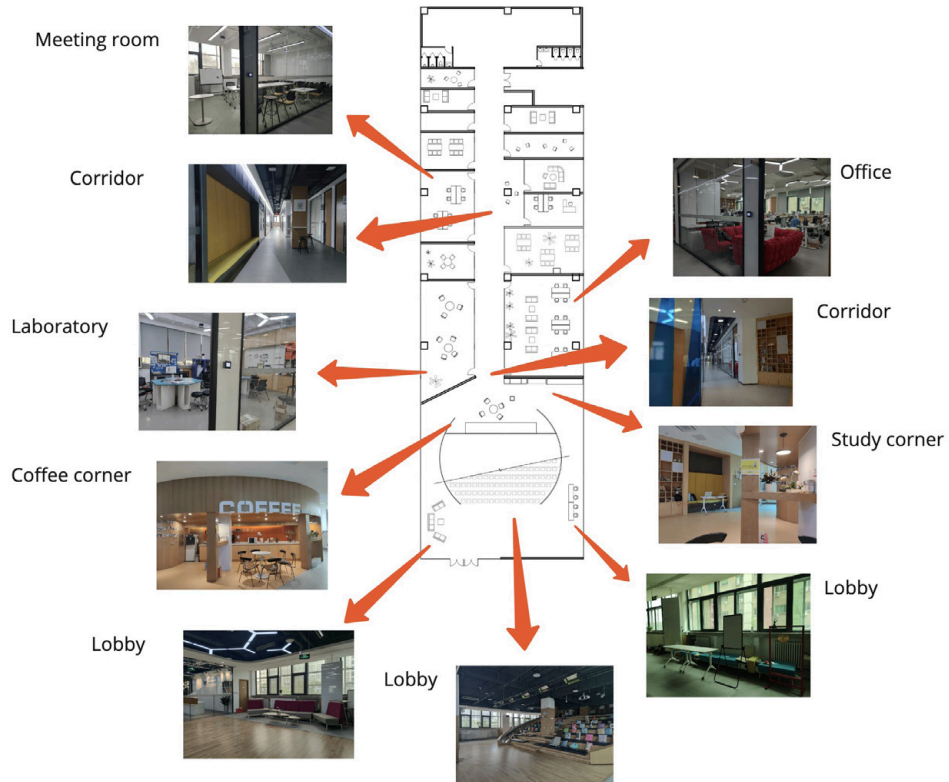 Meeting room
Corridor
Office
Laboratory
Corridor
Coffee corner
COFFEE
Study corner
Lobby
Lobby
Lobby